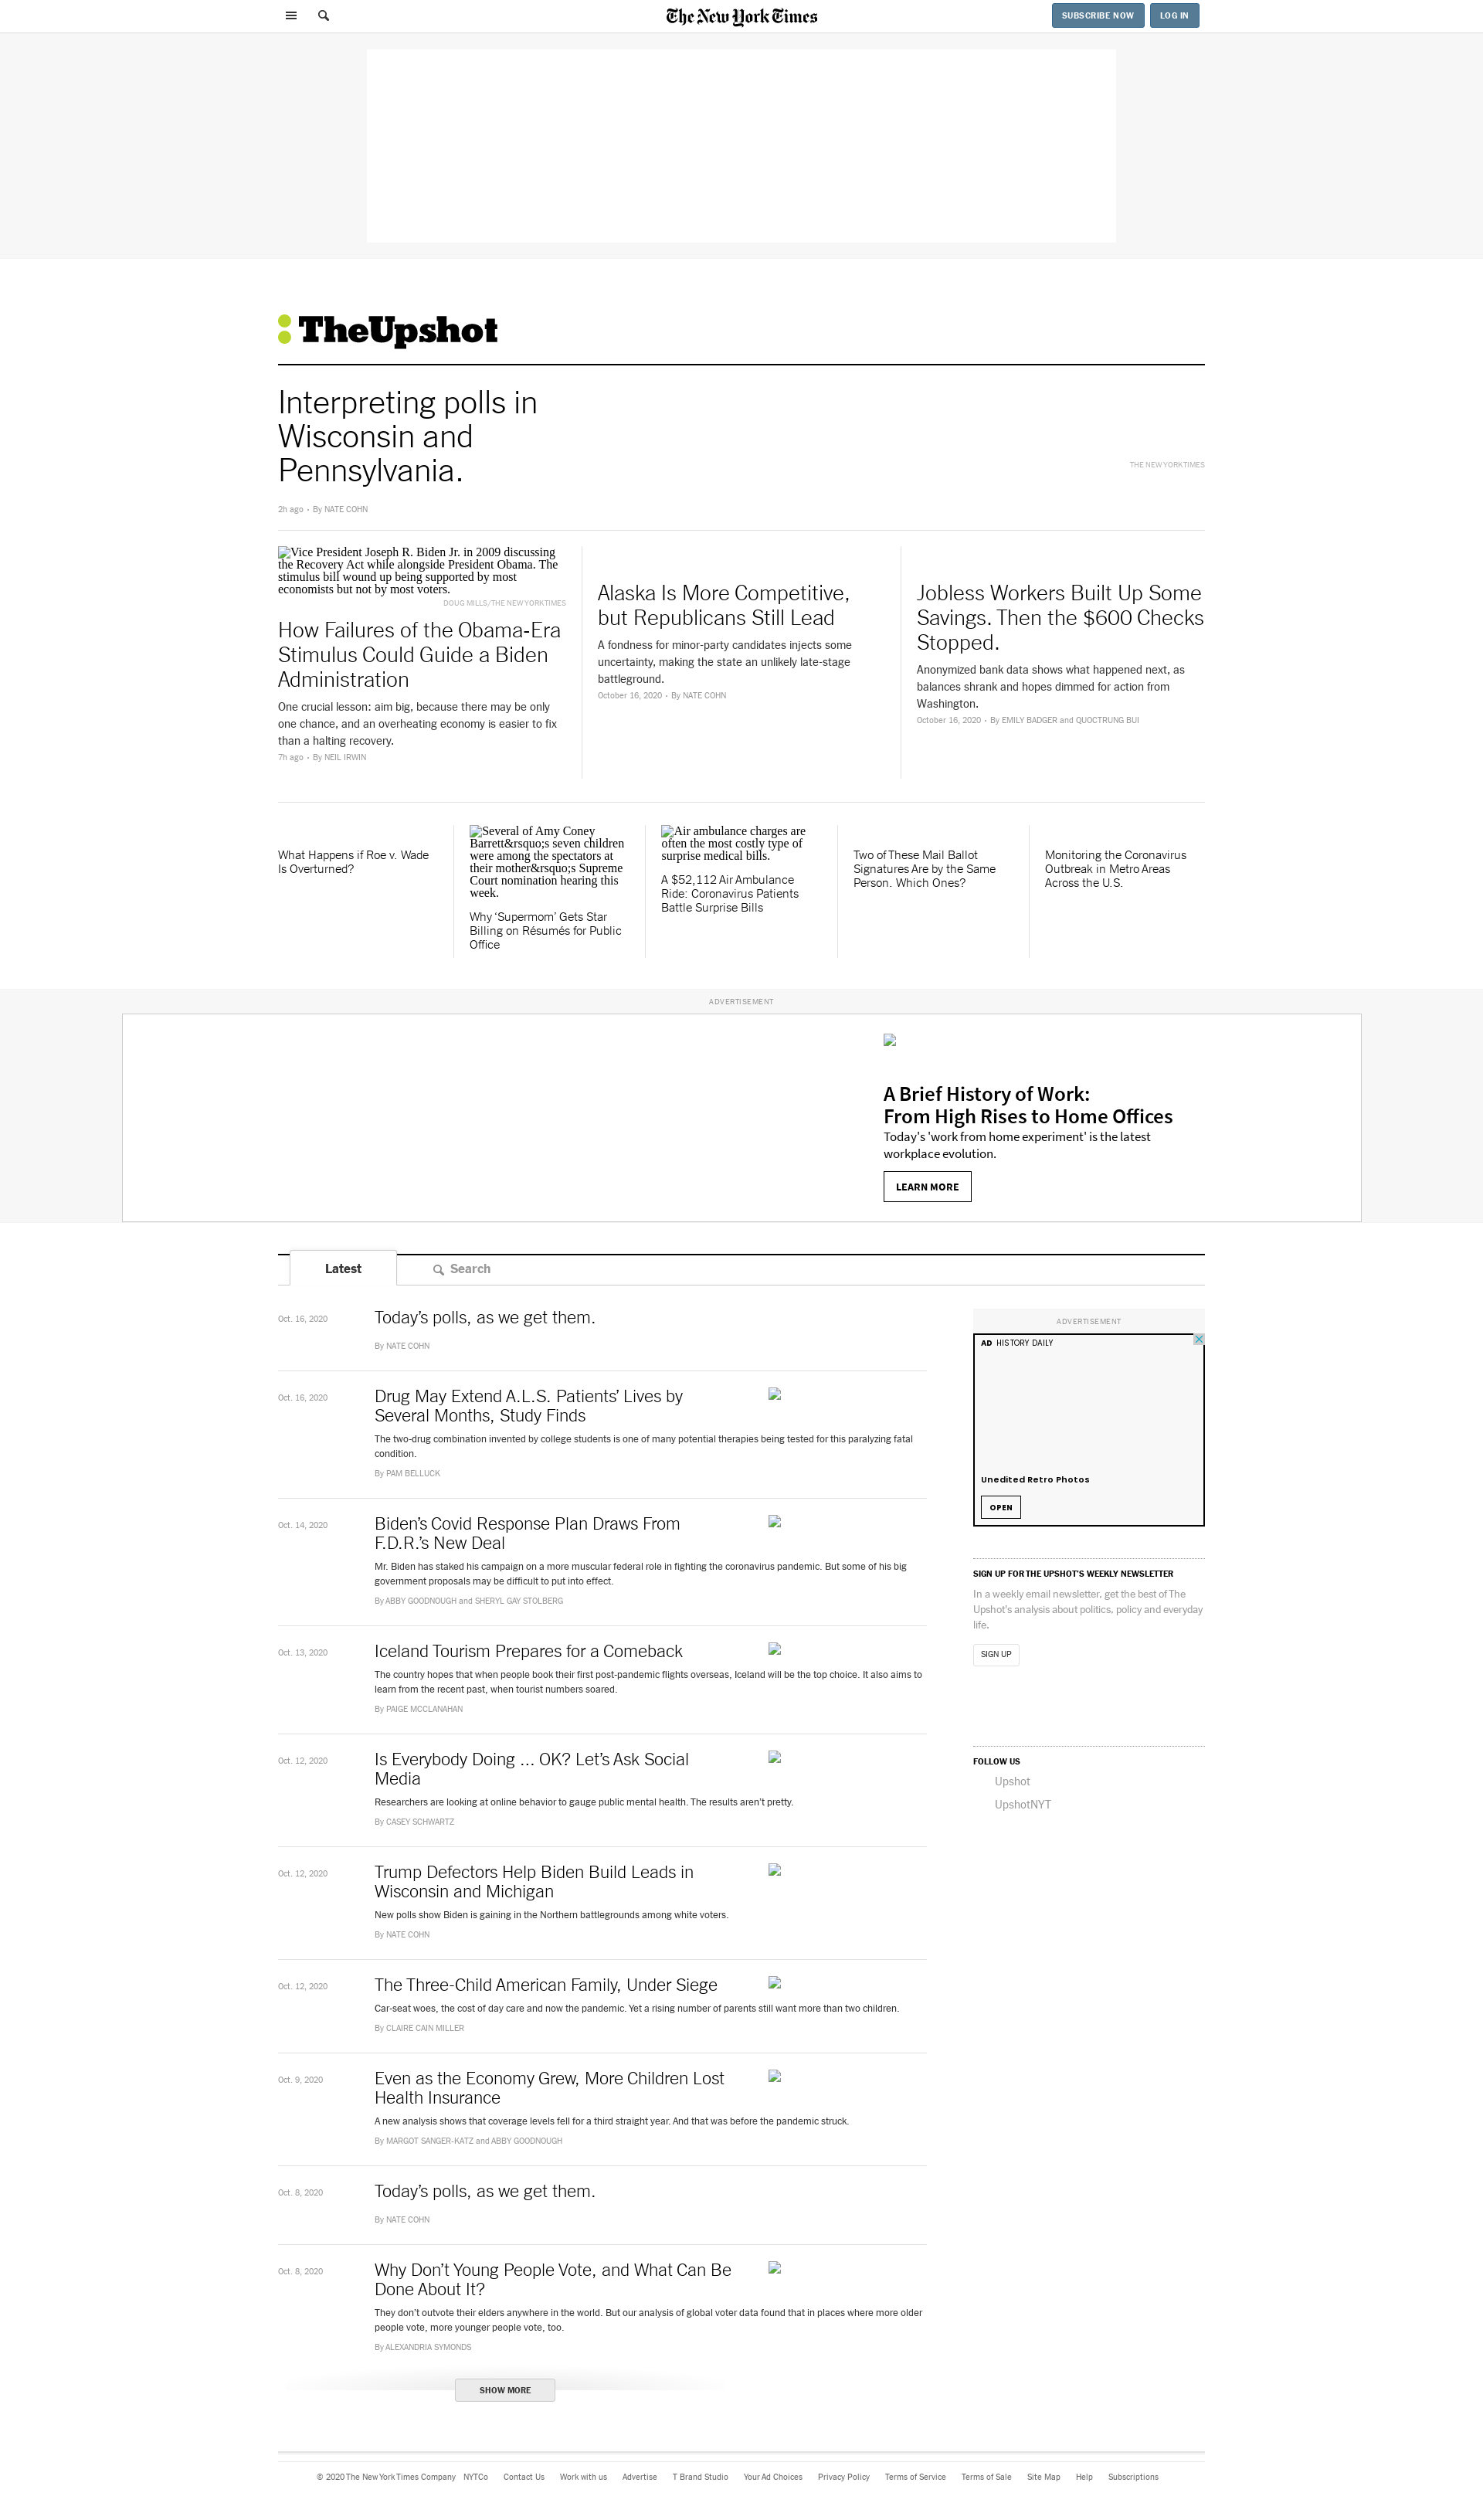 The New York Times
SUBSCRIBE NOW
LOG IN
TheUpshot
Interpreting polls in
Wisconsin and
Pennsylvania.
THE NEW YORK TIMES
2h ago • By NATE COHN
Vice President Joseph R. Biden Jr. in 2009 discussing
the Recovery Act while alongside President Obama. The
stimulus bill wound up being supported by most
economists but not by most voters.
DOUG MILLS/THE NEW YORK TIMES
How Failures of the Obama-Era
Stimulus Could Guide a Biden
Administration
One crucial lesson: aim big, because there may be only
one chance, and an overheating economy is easier to fix
than a halting recovery.
7h ago • By NEIL IRWIN
Alaska Is More Competitive,
but Republicans Still Lead
A fondness for minor-party candidates injects some
uncertainty, making the state an unlikely late-stage
battleground.
October 16, 2020 • By NATE COHN
Jobless Workers Built Up Some
Savings. Then the $600 Checks
Stopped.
Anonymized bank data shows what happened next, as
balances shrank and hopes dimmed for action from
Washington.
October 16, 2020 • By EMILY BADGER and QUOCTRUNG BUI
What Happens if Roe v. Wade
Is Overturned?
Several of Amy Coney
Barrett&rsquo;s seven children
were among the spectators at
their mother&rsquo;s Supreme
Court nomination hearing this
week.
Why ‘Supermom’ Gets Star
Billing on Résumés for Public
Office
Air ambulance charges are
often the most costly type of
surprise medical bills.
A $52,112 Air Ambulance
Ride: Coronavirus Patients
Battle Surprise Bills
Two of These Mail Ballot
Signatures Are by the Same
Person. Which Ones?
Monitoring the Coronavirus
Outbreak in Metro Areas
Across the U.S.
ADVERTISEMENT
A Brief History of Work:
From High Rises to Home Offices
Today's 'work from home experiment' is the latest
workplace evolution.
LEARN MORE
Latest
Search
Oct. 16, 2020
Today’s polls, as we get them.
By NATE COHN
Oct. 16, 2020
Drug May Extend A.L.S. Patients’ Lives by
Several Months, Study Finds
The two-drug combination invented by college students is one of many potential therapies being tested for this paralyzing fatal
condition.
By PAM BELLUCK
Oct. 14, 2020
Biden’s Covid Response Plan Draws From
F.D.R.’s New Deal
Mr. Biden has staked his campaign on a more muscular federal role in fighting the coronavirus pandemic. But some of his big
government proposals may be difficult to put into effect.
By ABBY GOODNOUGH and SHERYL GAY STOLBERG
Oct. 13, 2020
Iceland Tourism Prepares for a Comeback
The country hopes that when people book their first post-pandemic flights overseas, Iceland will be the top choice. It also aims to
learn from the recent past, when tourist numbers soared.
By PAIGE MCCLANAHAN
Oct. 12, 2020
Is Everybody Doing ... OK? Let’s Ask Social
Media
Researchers are looking at online behavior to gauge public mental health. The results aren’t pretty.
By CASEY SCHWARTZ
Oct. 12, 2020
Trump Defectors Help Biden Build Leads in
Wisconsin and Michigan
New polls show Biden is gaining in the Northern battlegrounds among white voters.
By NATE COHN
Oct. 12, 2020
The Three-Child American Family, Under Siege
Car-seat woes, the cost of day care and now the pandemic. Yet a rising number of parents still want more than two children.
By CLAIRE CAIN MILLER
Oct. 9, 2020
Even as the Economy Grew, More Children Lost
Health Insurance
A new analysis shows that coverage levels fell for a third straight year. And that was before the pandemic struck.
By MARGOT SANGER-KATZ and ABBY GOODNOUGH
Oct. 8, 2020
Today’s polls, as we get them.
By NATE COHN
Oct. 8, 2020
Why Don’t Young People Vote, and What Can Be
Done About It?
They don’t outvote their elders anywhere in the world. But our analysis of global voter data found that in places where more older
people vote, more younger people vote, too.
By ALEXANDRIA SYMONDS
SHOW MORE
ADVERTISEMENT
AD HISTORY DAILY
Unedited Retro Photos
OPEN
SIGN UP FOR THE UPSHOT’S WEEKLY NEWSLETTER
In a weekly email newsletter, get the best of The
Upshot’s analysis about politics, policy and everyday
life.
SIGN UP
FOLLOW US
Upshot
UpshotNYT
© 2020 The New York Times Company NYTCo Contact Us Work with us Advertise T Brand Studio Your Ad Choices Privacy Policy Terms of Service Terms of Sale Site Map Help Subscriptions